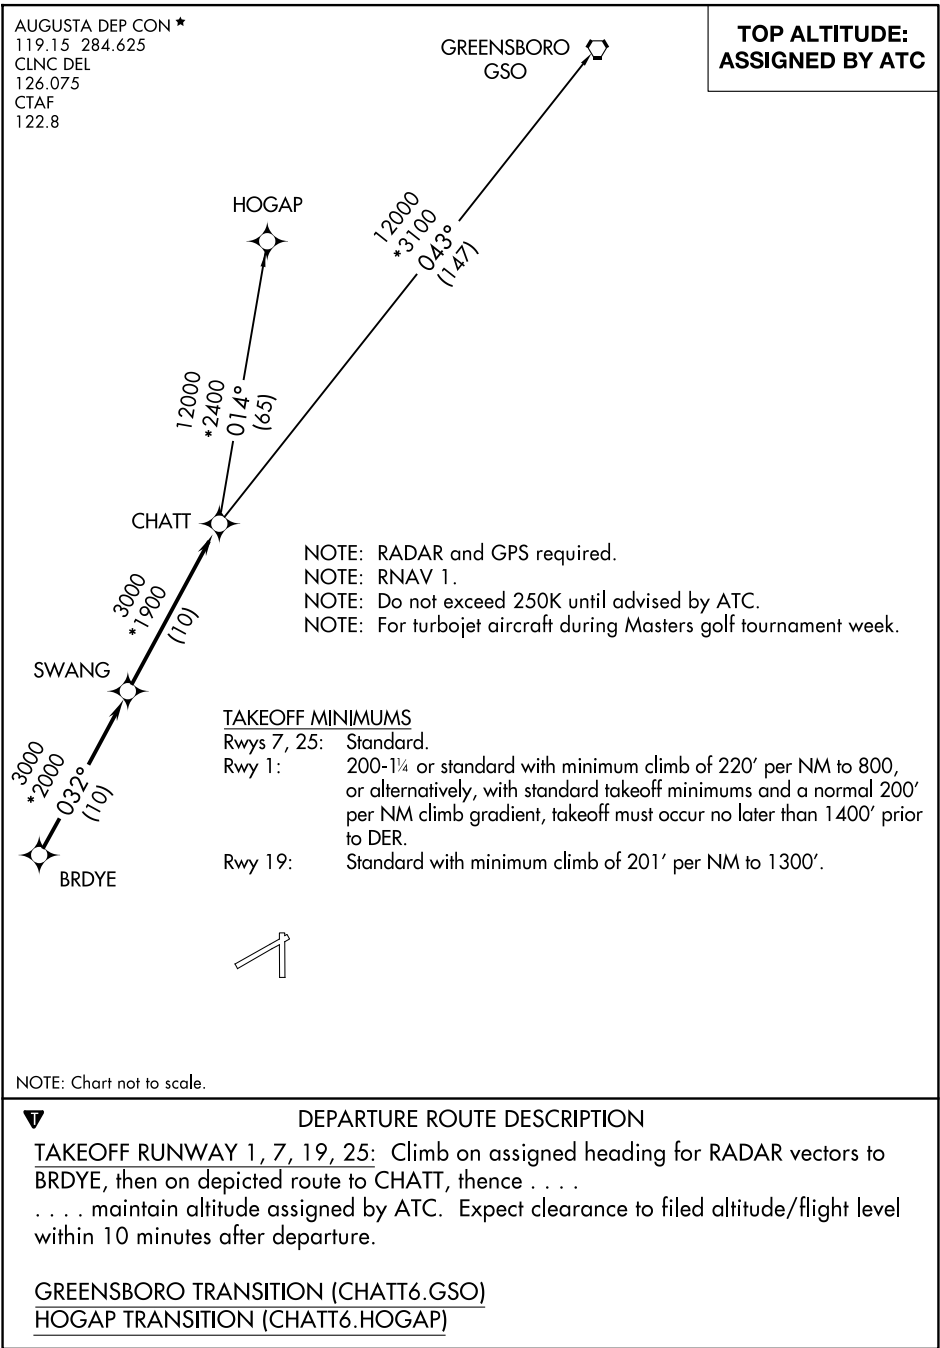 AUGUSTA DEP CON ★
119.15 284.625
CLNC DEL
126.075
CTAF
122.8
TOP ALTITUDE:
ASSIGNED BY ATC
GREENSBORO
GSO
12000
*3100
043°
(147)
HOGAP
12000
*2400
014°
(65)
CHATT
3000
*1900
(10)
SWANG
3000
*2000
032°
(10)
BRDYE
NOTE: RADAR and GPS required.
NOTE: RNAV 1.
NOTE: Do not exceed 250K until advised by ATC.
NOTE: For turbojet aircraft during Masters golf tournament week.
TAKEOFF MINIMUMS
Rwys 7, 25: Standard.
Rwy 1: 200-1¼ or standard with minimum climb of 220′ per NM to 800,
or alternatively, with standard takeoff minimums and a normal 200′
per NM climb gradient, takeoff must occur no later than 1400′ prior
to DER.
Rwy 19: Standard with minimum climb of 201′ per NM to 1300′.
NOTE: Chart not to scale.
T
DEPARTURE ROUTE DESCRIPTION
TAKEOFF RUNWAY 1, 7, 19, 25: Climb on assigned heading for RADAR vectors to
BRDYE, then on depicted route to CHATT, thence . . . .
. . . . maintain altitude assigned by ATC. Expect clearance to filed altitude/flight level
within 10 minutes after departure.
GREENSBORO TRANSITION (CHATT6.GSO)
HOGAP TRANSITION (CHATT6.HOGAP)